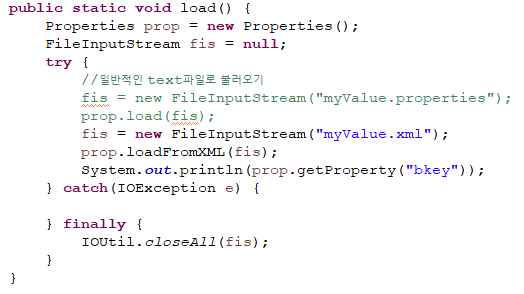 public static void load() {
    Properties prop = new Properties();
    FileInputStream fis = null;
    try {
        //일반적인 text파일로 불러오기
        fis = new FileInputStream("myValue.properties");
        prop.load(fis);
        fis = new FileInputStream("myValue.xml");
        prop.loadFromXML(fis);
        System.out.println(prop.getProperty("bkey"));
    } catch(IOException e) {

    } finally {
        IOUtil.closeAll(fis);
    }
}